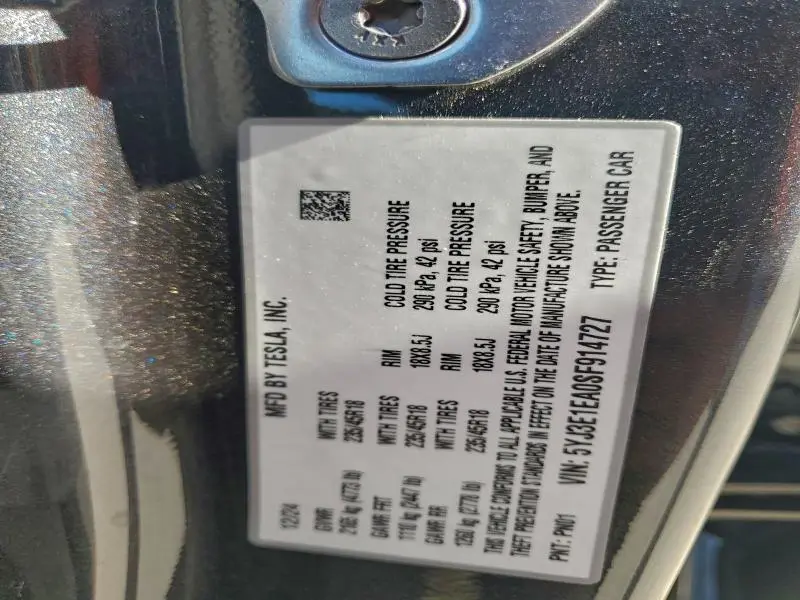 MFD BY TESLA, INC.
12/24
GVWR WITH TIRES
2165 kg (4773 lb) 235/45R18
GAWR FRT WITH TIRES RIM COLD TIRE PRESSURE
1110 kg (2447 lb) 235/45R18 18X8.5J 290 kPa, 42 psi
GAWR RR WITH TIRES RIM COLD TIRE PRESSURE
1260 kg (2778 lb) 235/45R18 18X8.5J 290 kPa, 42 psi
THIS VEHICLE CONFORMS TO ALL APPLICABLE U.S. FEDERAL MOTOR VEHICLE SAFETY, BUMPER, AND
THEFT PREVENTION STANDARDS IN EFFECT ON THE DATE OF MANUFACTURE SHOWN ABOVE.
PNT: PN01 VIN: 5YJ3E1EA0SF914727 TYPE: PASSENGER CAR